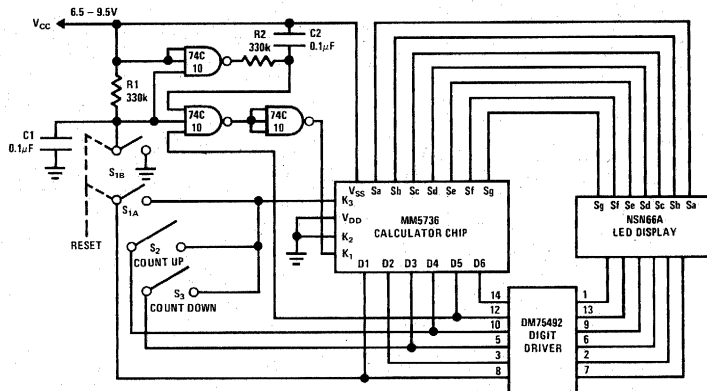 6.5 – 9.5V
VCC
R2
330k
C2
0.1μF
74C
10
R1
330k
74C
10
74C
10
C1
0.1μF
S1B
S1A
RESET
S2
COUNT UP
S3
COUNT DOWN
VSS Sa Sb Sc Sd Se Sf Sg
K3
VDD
K2
K1
MM5736
CALCULATOR CHIP
D1 D2 D3 D4 D5 D6
Sg Sf Se Sd Sc Sb Sa
NSN66A
LED DISPLAY
14
12
10
5
3
8
DM75492
DIGIT
DRIVER
1
13
9
6
2
7